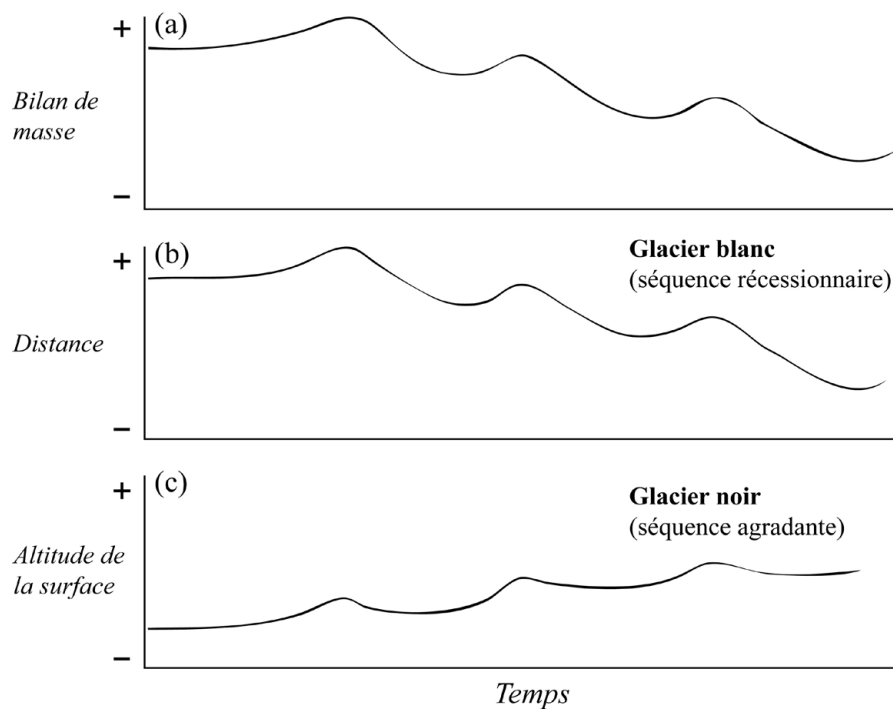 (a)
+
Bilan de
masse
−
(b)
+
Glacier blanc
(séquence récessionnaire)
Distance
−
(c)
+
Glacier noir
(séquence agradante)
Altitude de
la surface
−
Temps